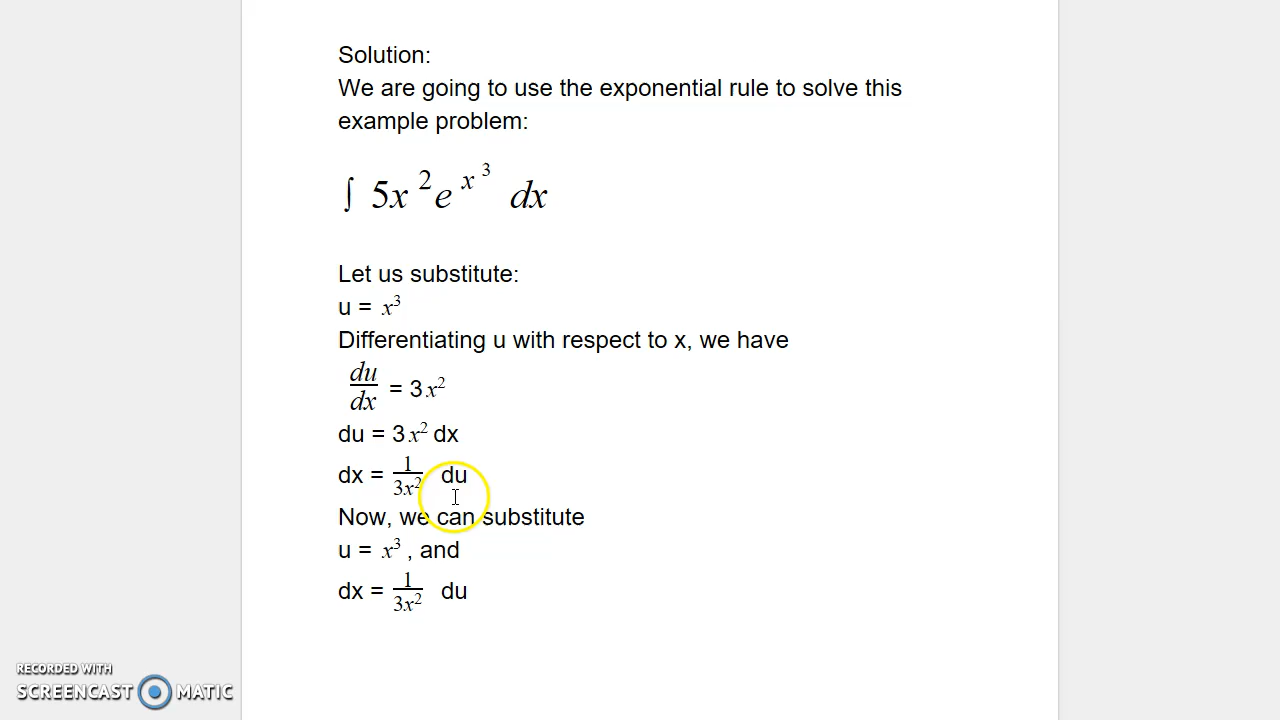 Solution:
We are going to use the exponential rule to solve this
example problem:
∫ 5x² e^{x³} dx
Let us substitute:
u = x³
Differentiating u with respect to x, we have
du/dx = 3x²
du = 3x² dx
dx = 1/3x² du
Now, we can substitute
u = x³ , and
dx = 1/3x² du
RECORDED WITH
SCREENCAST MATIC